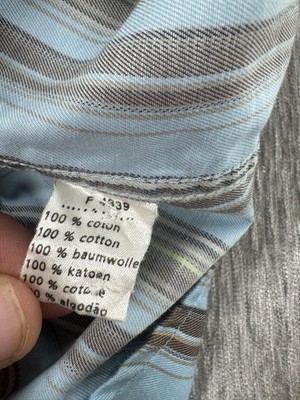 F
100 % coton
100 % cotton
100 % baumwolle
100 % katoen
100 %
% algodão